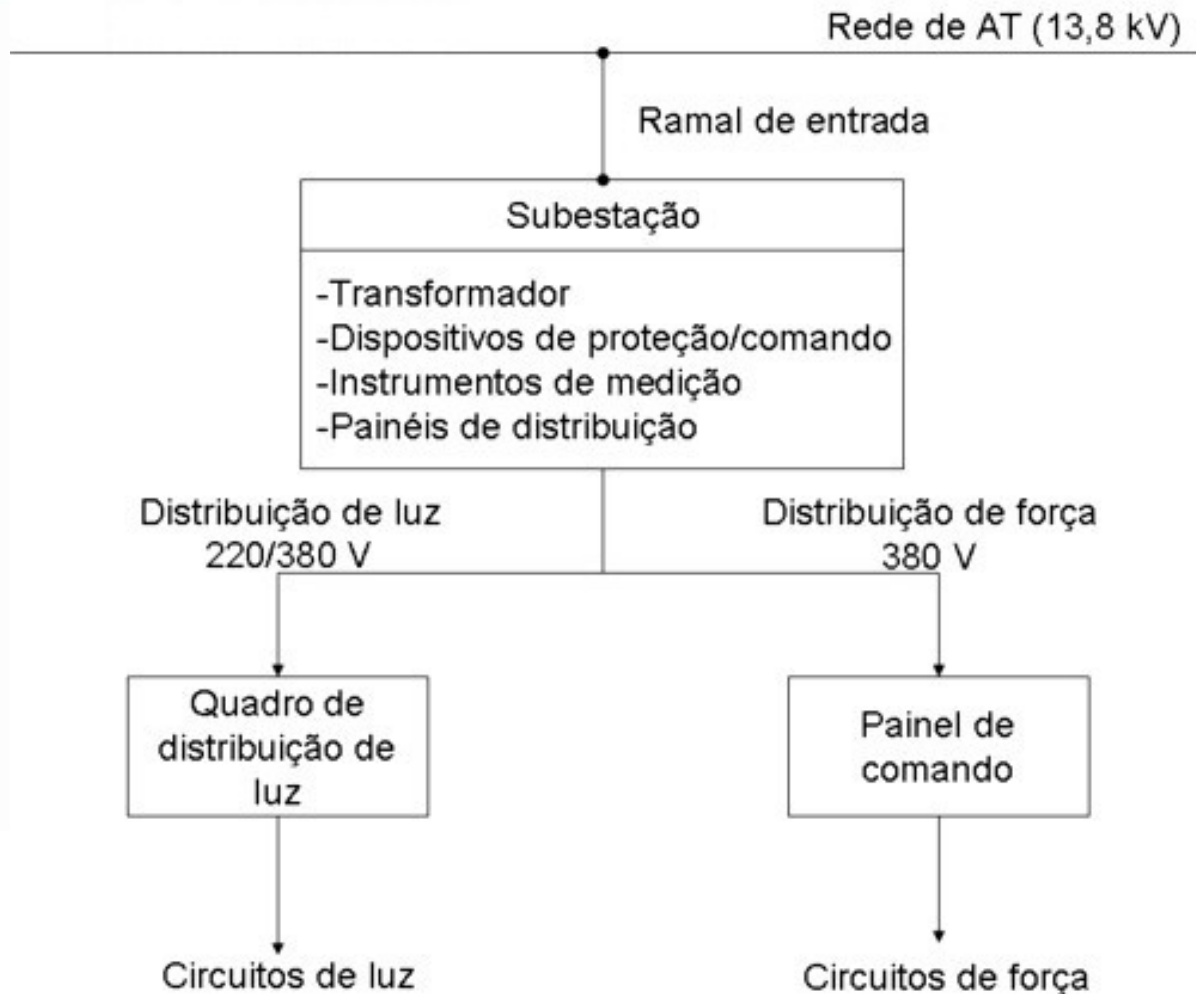 Rede de AT (13,8 kV)
Ramal de entrada
Subestação
-Transformador
-Dispositivos de proteção/comando
-Instrumentos de medição
-Painéis de distribuição
Distribuição de luz
220/380 V
Distribuição de força
380 V
Quadro de
distribuição de
luz
Painel de
comando
Circuitos de luz
Circuitos de força